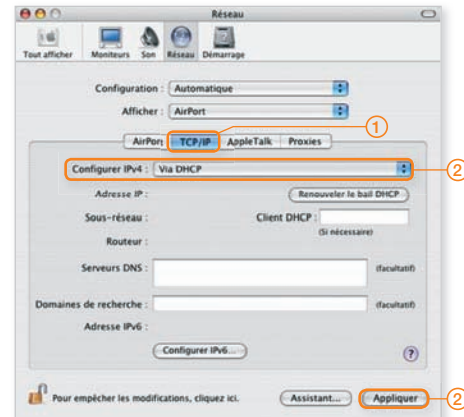 Réseau
Tout afficher Moniteurs Son Réseau Démarrage
Configuration : Automatique
Afficher : AirPort
1
AirPort TCP/IP AppleTalk Proxies
Configurer IPv4 : Via DHCP
2
Adresse IP : Renouveler le bail DHCP
Sous-réseau : Client DHCP :
(Si nécessaire)
Routeur :
Serveurs DNS : (facultatif)
Domaines de recherche : (facultatif)
Adresse IPv6 :
Configurer IPv6... ?
Pour empêcher les modifications, cliquez ici. Assistant... Appliquer
2